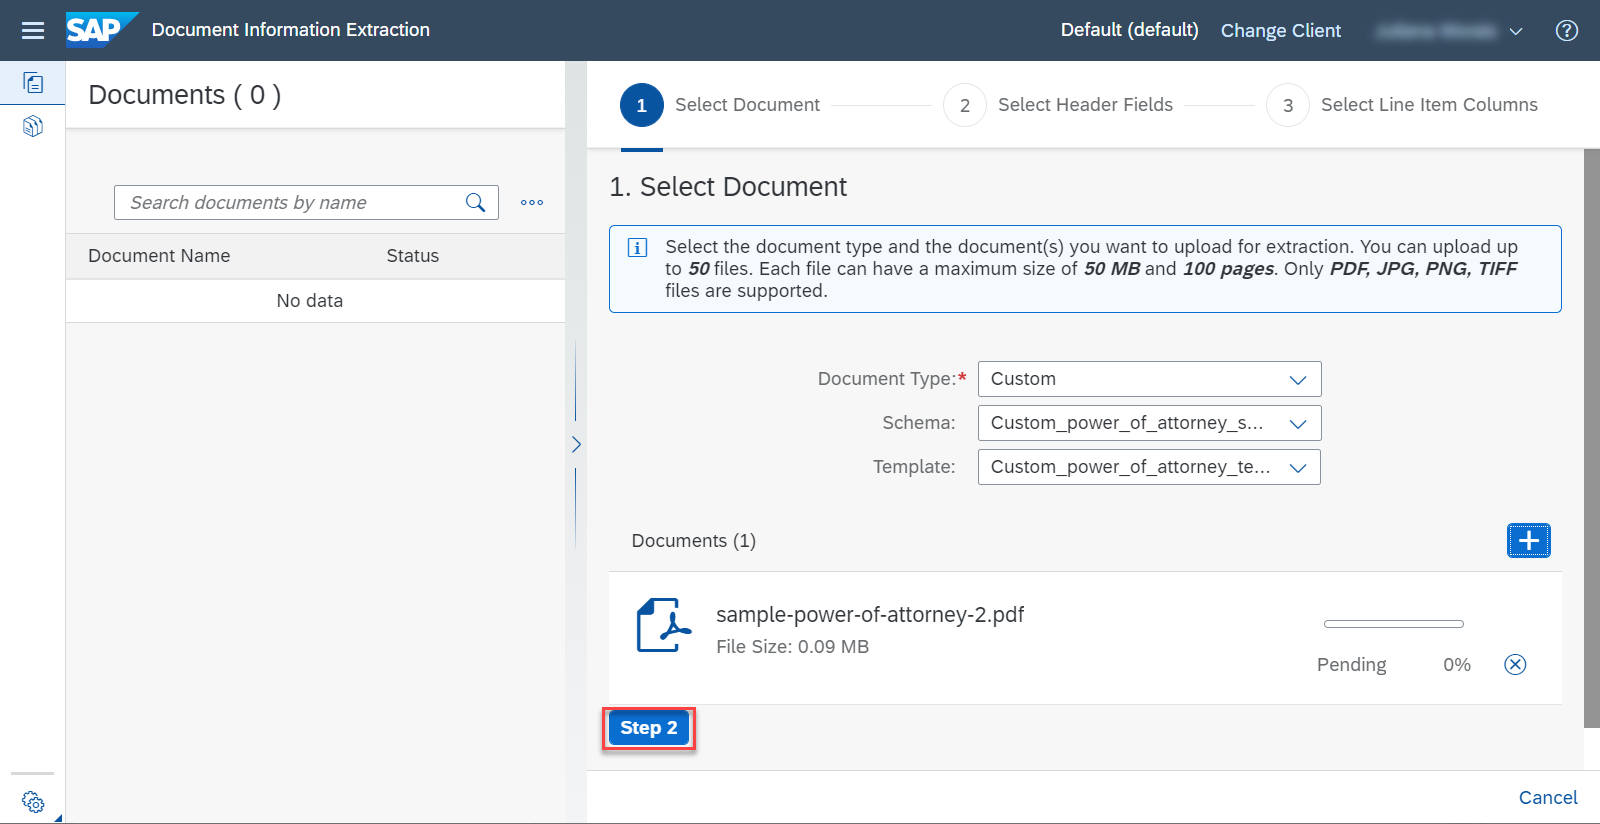 SAP Document Information Extraction
Default (default) Change Client
Documents ( 0 )
Search documents by name
Document Name Status
No data
1 Select Document 2 Select Header Fields 3 Select Line Item Columns
1. Select Document
Select the document type and the document(s) you want to upload for extraction. You can upload up
to 50 files. Each file can have a maximum size of 50 MB and 100 pages. Only PDF, JPG, PNG, TIFF
files are supported.
Document Type:* Custom
Schema: Custom_power_of_attorney_s...
Template: Custom_power_of_attorney_te...
Documents (1)
sample-power-of-attorney-2.pdf
File Size: 0.09 MB
Pending 0%
Step 2
Cancel